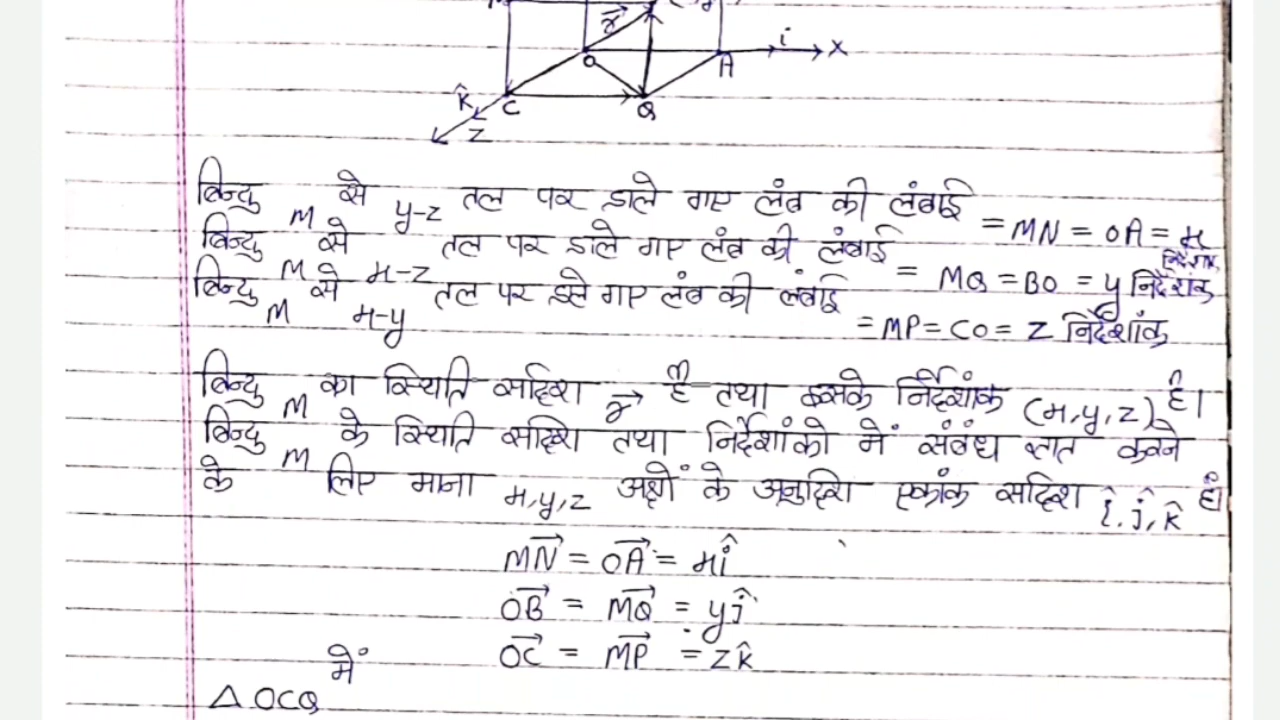 r⃗
O
A
î
X
k̂
C
Q
Z
बिन्दु M से y-z तल पर डाले गए लंब की लंबाई = MN = OA = x निर्देशांक
बिन्दु M से x-z तल पर डाले गए लंब की लंबाई = MQ = BO = y निर्देशांक
बिन्दु M से x-y तल पर डाले गए लंब की लंबाई = MP = CO = Z निर्देशांक
बिन्दु M का स्थिति सदिश r⃗ है तथा इसके निर्देशांक (x,y,z) है।
बिन्दु M के स्थिति सदिश तथा निर्देशांको में संबंध ज्ञात करने
के लिए माना x,y,z अक्षों के अनुदिश एकांक सदिश î, ĵ, k̂ हैं।
MN⃗ = OA⃗ = xî
OB⃗ = MQ⃗ = yĵ
OC⃗ = MP⃗ = zk̂
△OCQ में